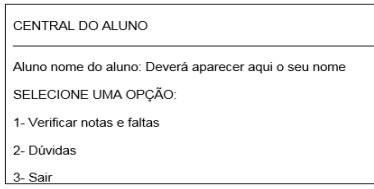 CENTRAL DO ALUNO
Aluno nome do aluno: Deverá aparecer aqui o seu nome
SELECIONE UMA OPÇÃO:
1- Verificar notas e faltas
2- Dúvidas
3- Sair